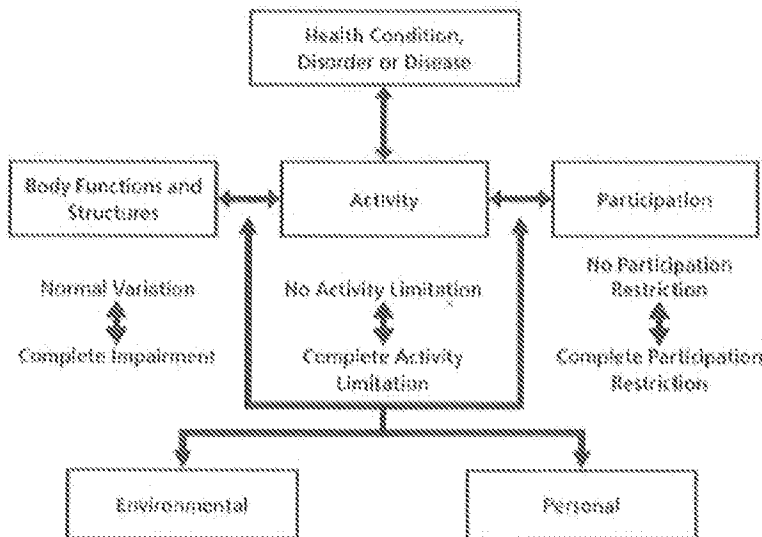 Health Condition,
Disorder or Disease
Body Functions and
Structures
Activity
Participation
Normal Variation
No Activity Limitation
No Participation
Restriction
Complete Impairment
Complete Activity
Limitation
Complete Participation
Restriction
Environmental
Personal